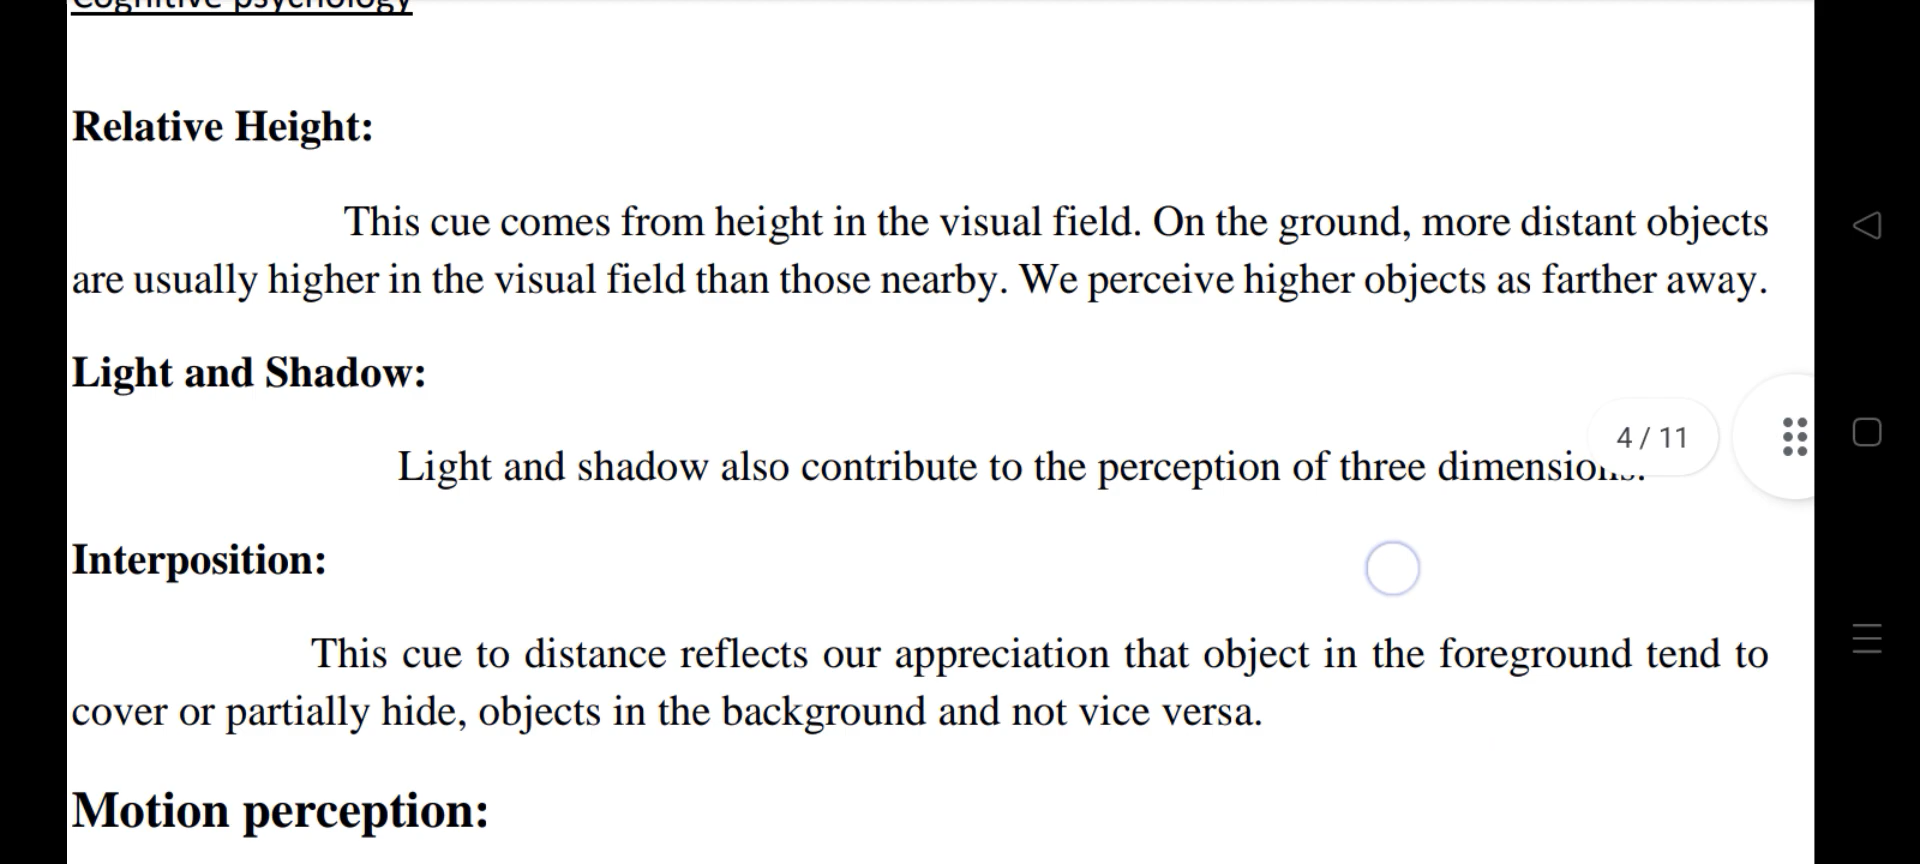 Cognitive psychology
Relative Height:
This cue comes from height in the visual field. On the ground, more distant objects
are usually higher in the visual field than those nearby. We perceive higher objects as farther away.
Light and Shadow:
Light and shadow also contribute to the perception of three dimensions.
4 / 11
Interposition:
This cue to distance reflects our appreciation that object in the foreground tend to
cover or partially hide, objects in the background and not vice versa.
Motion perception: